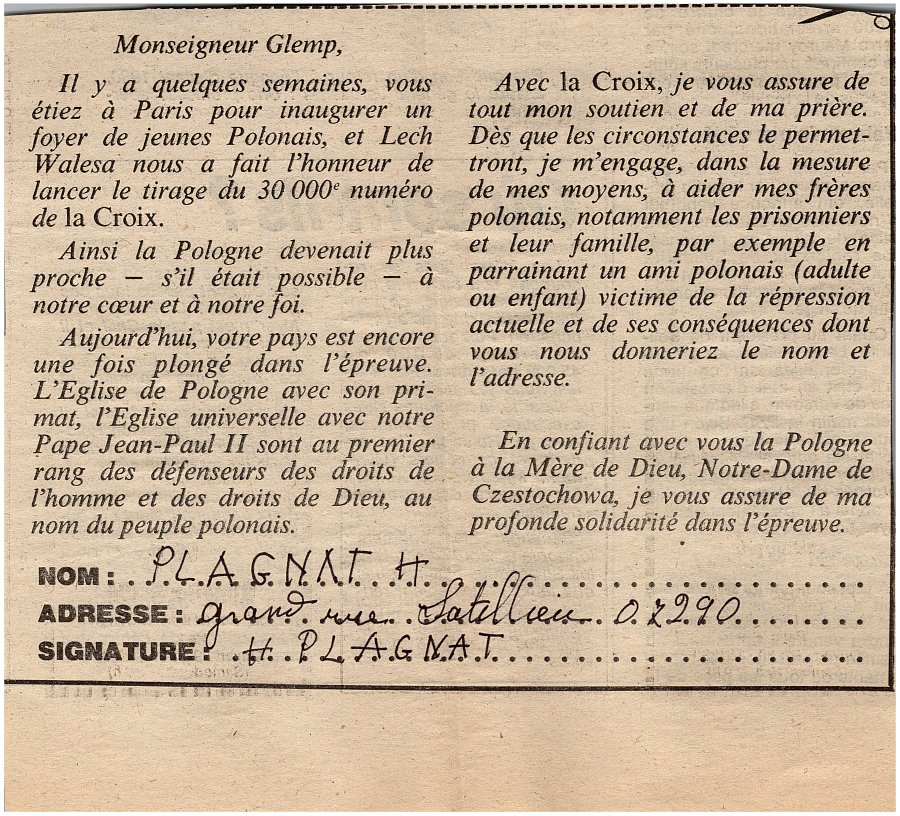 Monseigneur Glemp,
Il y a quelques semaines, vous
étiez à Paris pour inaugurer un
foyer de jeunes Polonais, et Lech
Walesa nous a fait l'honneur de
lancer le tirage du 30 000e numéro
de la Croix.
Ainsi la Pologne devenait plus
proche — s'il était possible — à
notre cœur et à notre foi.
Aujourd'hui, votre pays est encore
une fois plongé dans l'épreuve.
L'Eglise de Pologne avec son pri-
mat, l'Eglise universelle avec notre
Pape Jean-Paul II sont au premier
rang des défenseurs des droits de
l'homme et des droits de Dieu, au
nom du peuple polonais.
Avec la Croix, je vous assure de
tout mon soutien et de ma prière.
Dès que les circonstances le permet-
tront, je m'engage, dans la mesure
de mes moyens, à aider mes frères
polonais, notamment les prisonniers
et leur famille, par exemple en
parrainant un ami polonais (adulte
ou enfant) victime de la répression
actuelle et de ses conséquences dont
vous nous donneriez le nom et
l'adresse.
En confiant avec vous la Pologne
à la Mère de Dieu, Notre-Dame de
Czestochowa, je vous assure de ma
profonde solidarité dans l'épreuve.
NOM : PLAGNAT H
ADRESSE : grand rue Satillieu 07290
SIGNATURE : H PLAGNAT